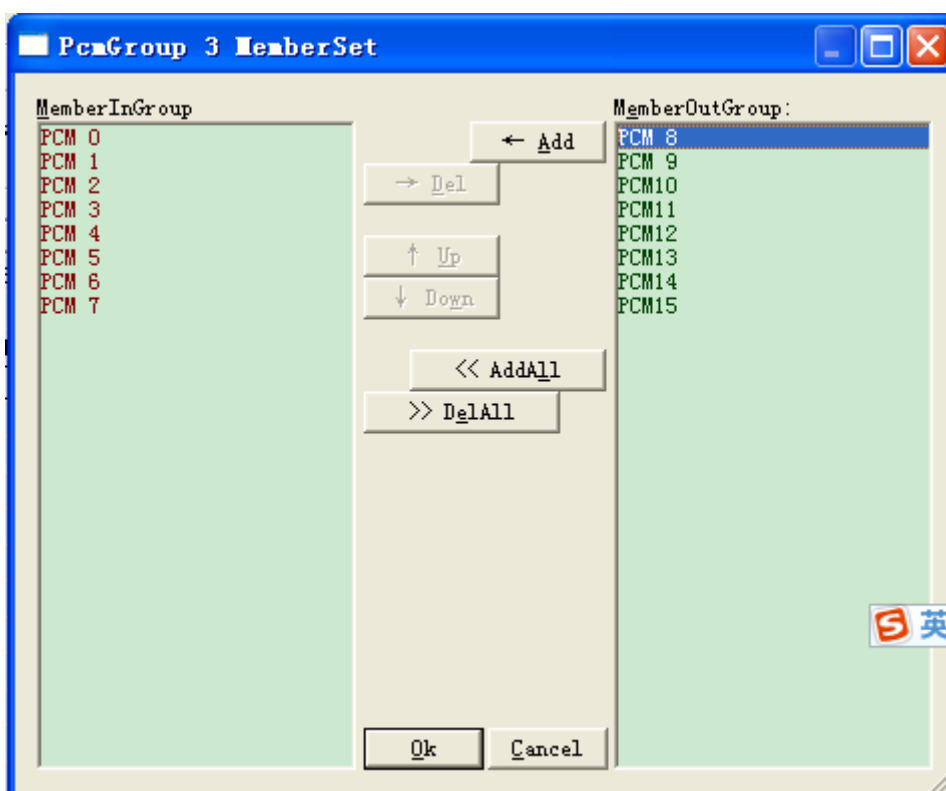 PcmGroup 3 MemberSet
MemberInGroup
PCM 0
PCM 1
PCM 2
PCM 3
PCM 4
PCM 5
PCM 6
PCM 7
← Add
→ Del
↑ Up
↓ Down
<< AddAll
>> DelAll
Ok
Cancel
MemberOutGroup:
PCM 8
PCM 9
PCM10
PCM11
PCM12
PCM13
PCM14
PCM15
S 英